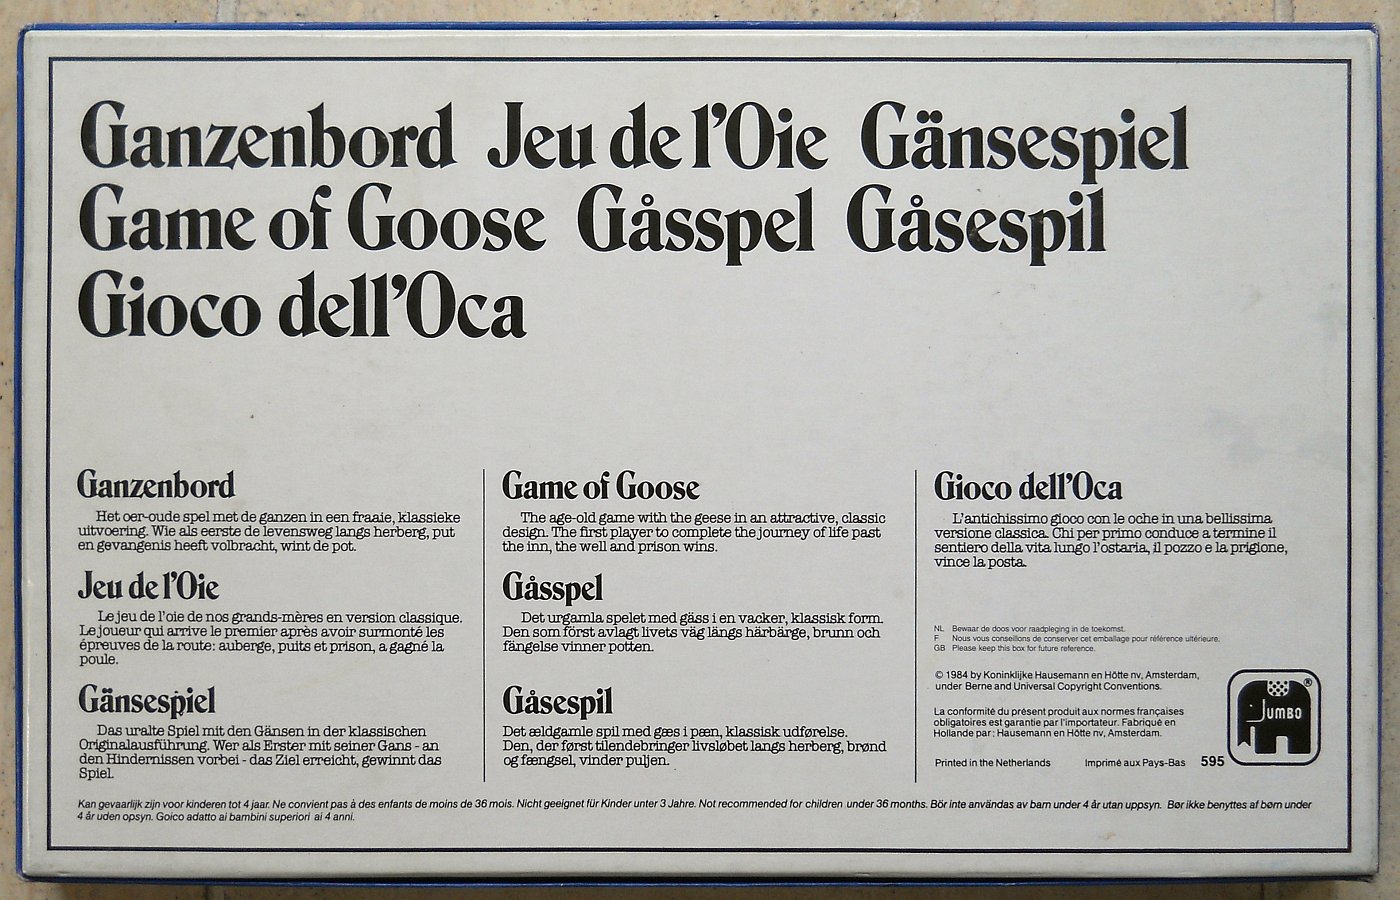 Ganzenbord Jeu de l'Oie Gänsespiel
Game of Goose Gåsspel Gåsespil
Gioco dell'Oca
Ganzenbord
Het oer-oude spel met de ganzen in een fraaie, klassieke
uitvoering. Wie als eerste de levensweg langs herberg, put
en gevangenis heeft volbracht, wint de pot.
Jeu de l'Oie
Le jeu de l'oie de nos grands-mères en version classique.
Le joueur qui arrive le premier après avoir surmonté les
épreuves de la route: auberge, puits et prison, a gagné la
poule.
Gänsespiel
Das uralte Spiel mit den Gänsen in der klassischen
Originalausführung. Wer als Erster mit seiner Gans - an
den Hindernissen vorbei - das Ziel erreicht, gewinnt das
Spiel.
Game of Goose
The age-old game with the geese in an attractive, classic
design. The first player to complete the journey of life past
the inn, the well and prison wins.
Gåsspel
Det urgamla spelet med gäss i en vacker, klassisk form.
Den som först avlagt livets väg längs härbärge, brunn och
fängelse vinner potten.
Gåsespil
Det ældgamle spil med gæs i pæn, klassisk udførelse.
Den, der først tilendebringer livsløbet langs herberg, brønd
og fængsel, vinder puljen.
Gioco dell'Oca
L'antichissimo gioco con le oche in una bellissima
versione classica. Chi per primo conduce a termine il
sentiero della vita lungo l'ostaria, il pozzo e la prigione,
vince la posta.
NL Bewaar de doos voor raadpleging in de toekomst.
F Nous vous conseillons de conserver cet emballage pour référence ultérieure.
GB Please keep this box for future reference.
© 1984 by Koninklijke Hausemann en Hötte nv, Amsterdam,
under Berne and Universal Copyright Conventions.
La conformité du présent produit aux normes françaises
obligatoires est garantie par l'importateur. Fabriqué en
Hollande par: Hausemann en Hötte nv, Amsterdam.
Printed in the Netherlands Imprimé aux Pays-Bas 595
JUMBO ®
Kan gevaarlijk zijn voor kinderen tot 4 jaar. Ne convient pas à des enfants de moins de 36 mois. Nicht geeignet für Kinder unter 3 Jahre. Not recommended for children under 36 months. Bör inte användas av barn under 4 år utan uppsyn. Bør ikke benyttes af børn under
4 år uden opsyn. Goico adatto ai bambini superiori ai 4 anni.